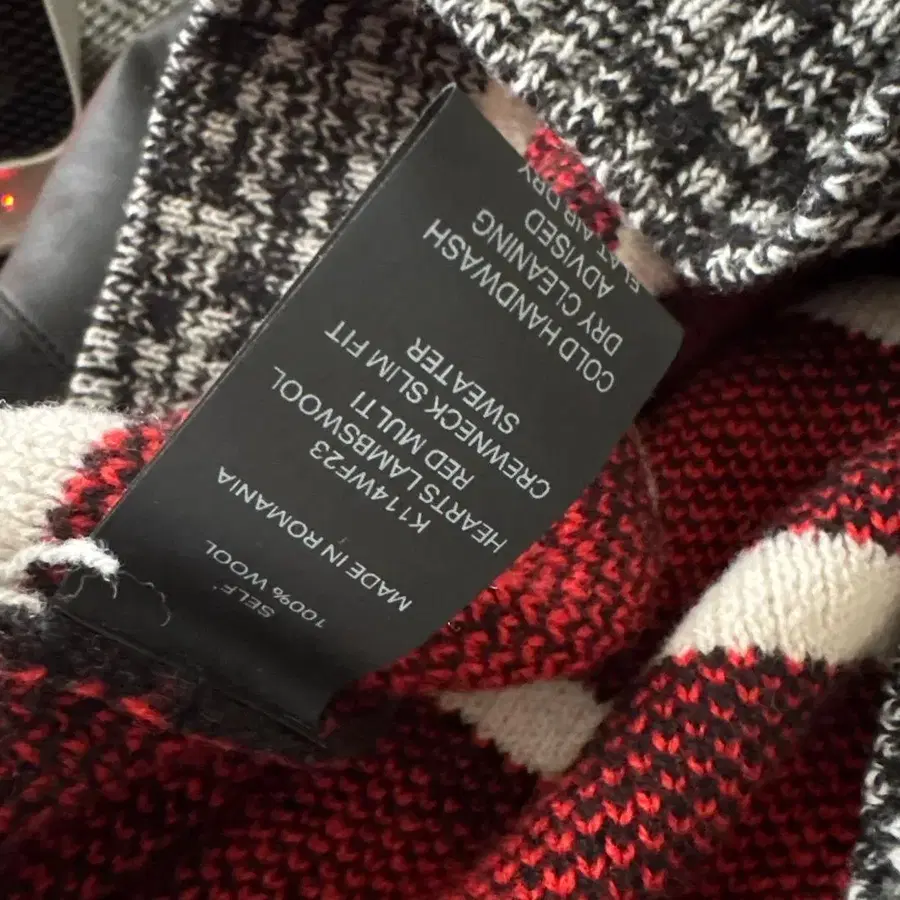 SELF:
100% WOOL
MADE IN ROMANIA
K114WF23
HEARTS LAMBSWOOL
RED MULTI
CREWNECK SLIM FIT
SWEATER
COLD HANDWASH
DRY CLEANING
ADVISED
FLAT AIR DRY